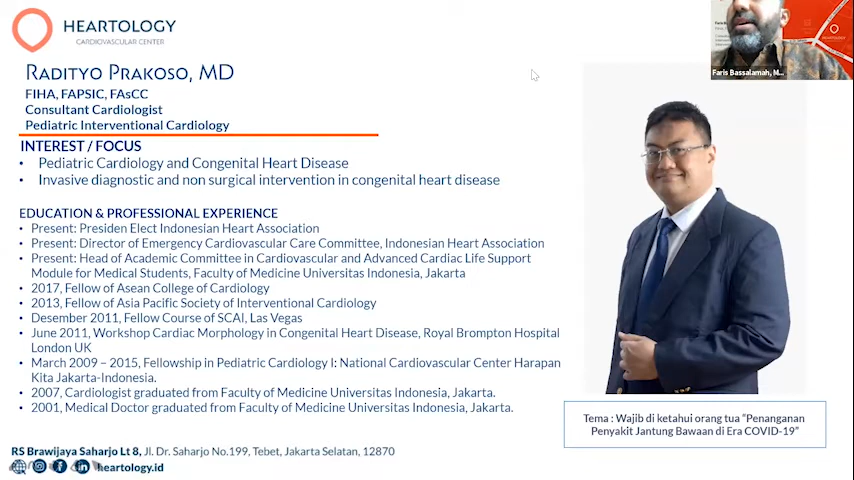 HEARTOLOGY
CARDIOVASCULAR CENTER
RADITYO PRAKOSO, MD
FIHA, FAPSIC, FAsCC
Consultant Cardiologist
Pediatric Interventional Cardiology
INTEREST / FOCUS
• Pediatric Cardiology and Congenital Heart Disease
• Invasive diagnostic and non surgical intervention in congenital heart disease
EDUCATION & PROFESSIONAL EXPERIENCE
• Present: Presiden Elect Indonesian Heart Association
• Present: Director of Emergency Cardiovascular Care Committee, Indonesian Heart Association
• Present: Head of Academic Committee in Cardiovascular and Advanced Cardiac Life Support
Module for Medical Students, Faculty of Medicine Universitas Indonesia, Jakarta
• 2017, Fellow of Asean College of Cardiology
• 2013, Fellow of Asia Pacific Society of Interventional Cardiology
• Desember 2011, Fellow Course of SCAI, Las Vegas
• June 2011, Workshop Cardiac Morphology in Congenital Heart Disease, Royal Brompton Hospital
London UK
• March 2009 – 2015, Fellowship in Pediatric Cardiology I: National Cardiovascular Center Harapan
Kita Jakarta-Indonesia.
• 2007, Cardiologist graduated from Faculty of Medicine Universitas Indonesia, Jakarta.
• 2001, Medical Doctor graduated from Faculty of Medicine Universitas Indonesia, Jakarta.
RS Brawijaya Saharjo Lt 8, Jl. Dr. Saharjo No.199, Tebet, Jakarta Selatan, 12870
heartology.id
Faris Bassalamah, M...
HEARTOLOGY
Tema : Wajib di ketahui orang tua "Penanganan
Penyakit Jantung Bawaan di Era COVID-19"